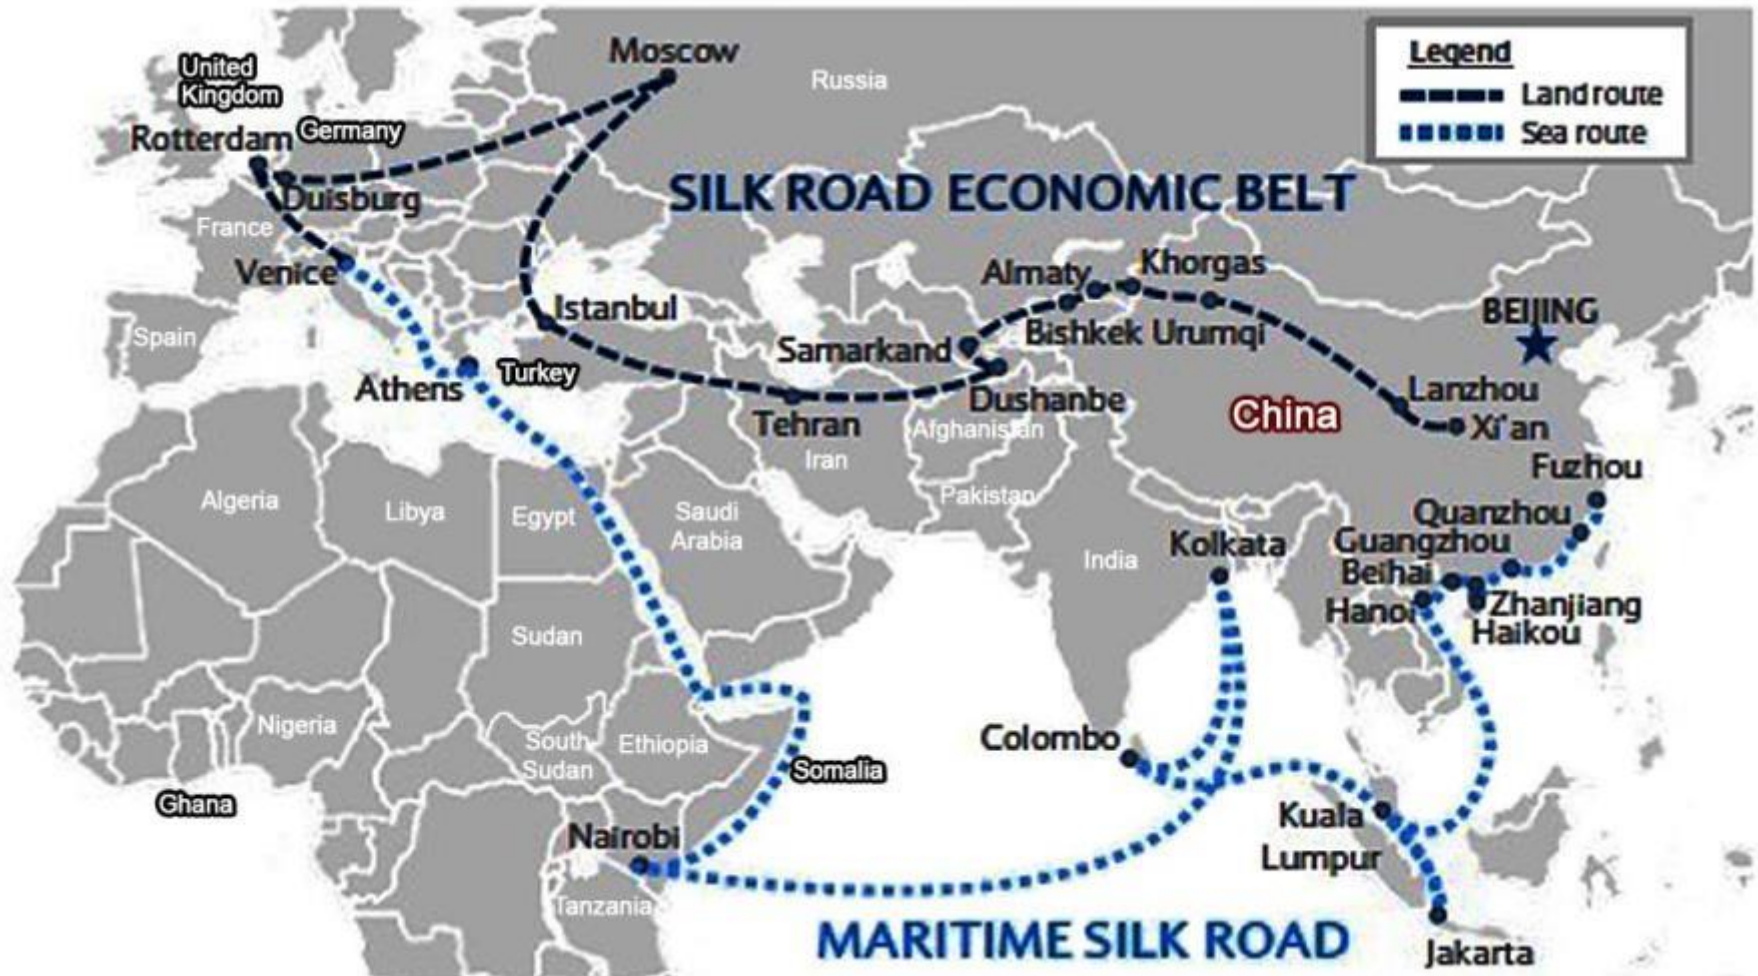 Moscow
Legend
United
Kingdom
Russia
Land route
Germany
Sea route
Rotterdam
Duisburg
SILK ROAD ECONOMIC BELT
France
Venice
Almaty
Khorgas
Istanbul
BEIJING
Spain
Samarkand
Bishkek
Urumqi
Athens
Turkey
Dushanbe
Lanzhou
China
Tehran
Afghanistan
Xi'an
Iran
Fuzhou
Algeria
Libya
Egypt
Saudi
Arabia
Pakistan
Quanzhou
India
Kolkata
Guangzhou
Beihai
Hanoi
Zhanjiang
Haikou
Sudan
Nigeria
South
Sudan
Ethiopia
Colombo
Somalia
Ghana
Nairobi
Kuala
Lumpur
Tanzania
MARITIME SILK ROAD
Jakarta